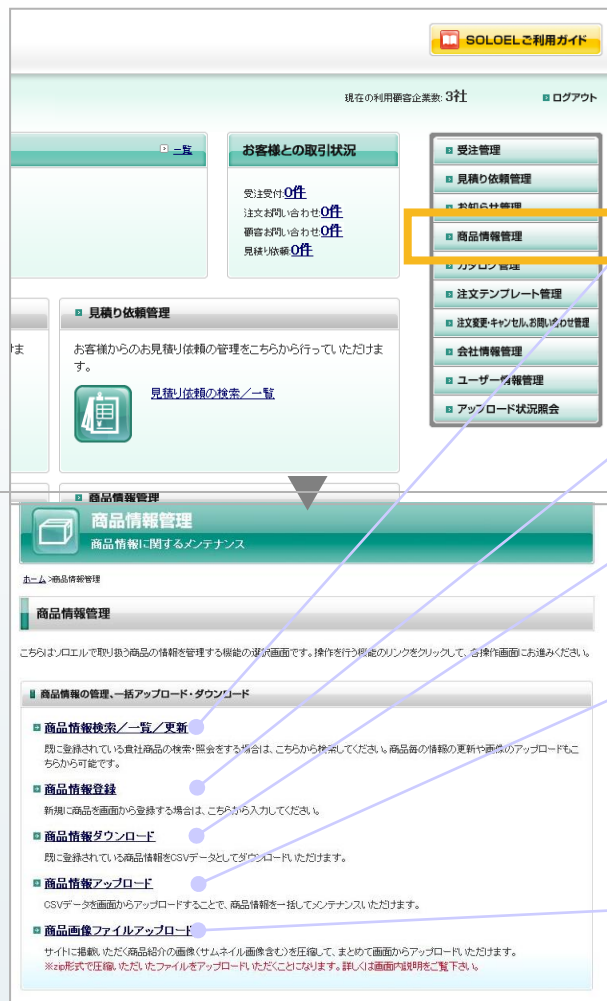 SOLOELご利用ガイド
現在の利用顧客企業数: 3社
ログアウト
一覧
お客様との取引状況
受注受付:0件
注文お問い合わせ:0件
顧客お問い合わせ:0件
見積り依頼:0件
受注管理
見積り依頼管理
お知らせ管理
商品情報管理
カタログ管理
注文テンプレート管理
注文変更・キャンセル、お問い合わせ管理
会社情報管理
ユーザー情報管理
アップロード状況照会
見積り依頼管理
けま
お客様からのお見積り依頼の管理をこちらから行っていただけま
す。
見積り依頼の検索／一覧
商品情報管理
商品情報管理
商品情報に関するメンテナンス
ホーム >商品情報管理
商品情報管理
こちらはソロエルで取り扱う商品の情報を管理する機能の選択画面です。操作を行う機能のリンクをクリックして、各操作画面にお進みください。
商品情報の管理、一括アップロード・ダウンロード
商品情報検索／一覧／更新
既に登録されている貴社商品の検索・照会をする場合は、こちらから検索してください。商品毎の情報の更新や画像のアップロードもこ
ちらから可能です。
商品情報登録
新規に商品を画面から登録する場合は、こちらから入力してください。
商品情報ダウンロード
既に登録されている商品情報をCSVデータとしてダウンロードいただけます。
商品情報アップロード
CSVデータを画面からアップロードすることで、商品情報を一括してメンテナンスいただけます。
商品画像ファイルアップロード
サイトに掲載いただく商品紹介の画像（サムネイル画像含む）を圧縮して、まとめて画面からアップロードいただけます。
※zip形式で圧縮いただいたファイルをアップロードいただくことになります。詳しくは画面内説明をご覧下さい。